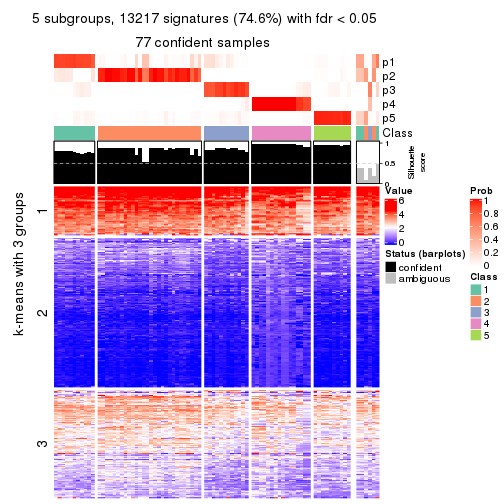 5 subgroups, 13217 signatures (74.6%) with fdr < 0.05
77 confident samples
p1
p2
p3
p4
p5
Class
1
0.5
0
Silhouette
score
k-means with 3 groups
1
2
3
Value
6
4
2
0
Status (barplots)
confident
ambiguous
Prob
1
0.8
0.6
0.4
0.2
0
Class
1
2
3
4
5